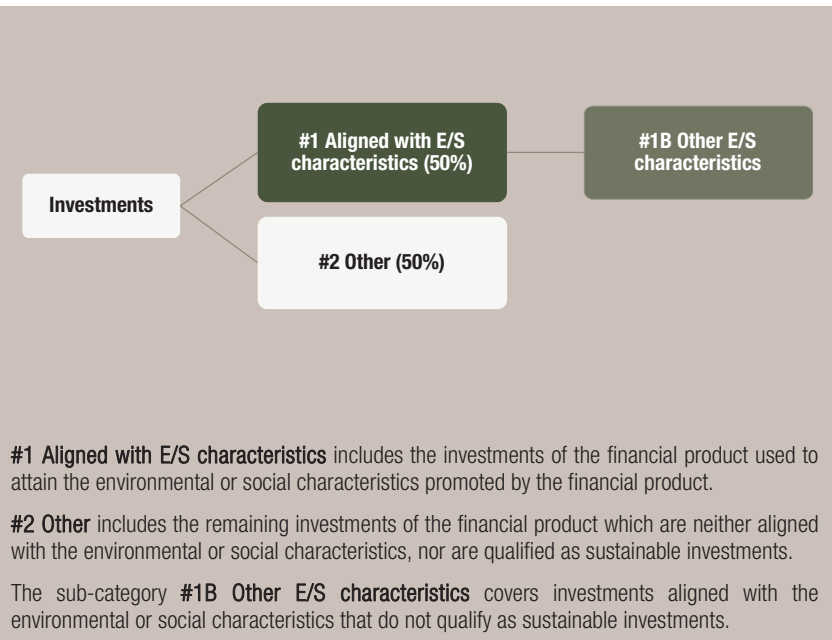 #1 Aligned with E/S
characteristics (50%)
#1B Other E/S
characteristics
Investments
#2 Other (50%)
#1 Aligned with E/S characteristics includes the investments of the financial product used to
attain the environmental or social characteristics promoted by the financial product.
#2 Other includes the remaining investments of the financial product which are neither aligned
with the environmental or social characteristics, nor are qualified as sustainable investments.
The sub-category #1B Other E/S characteristics covers investments aligned with the
environmental or social characteristics that do not qualify as sustainable investments.